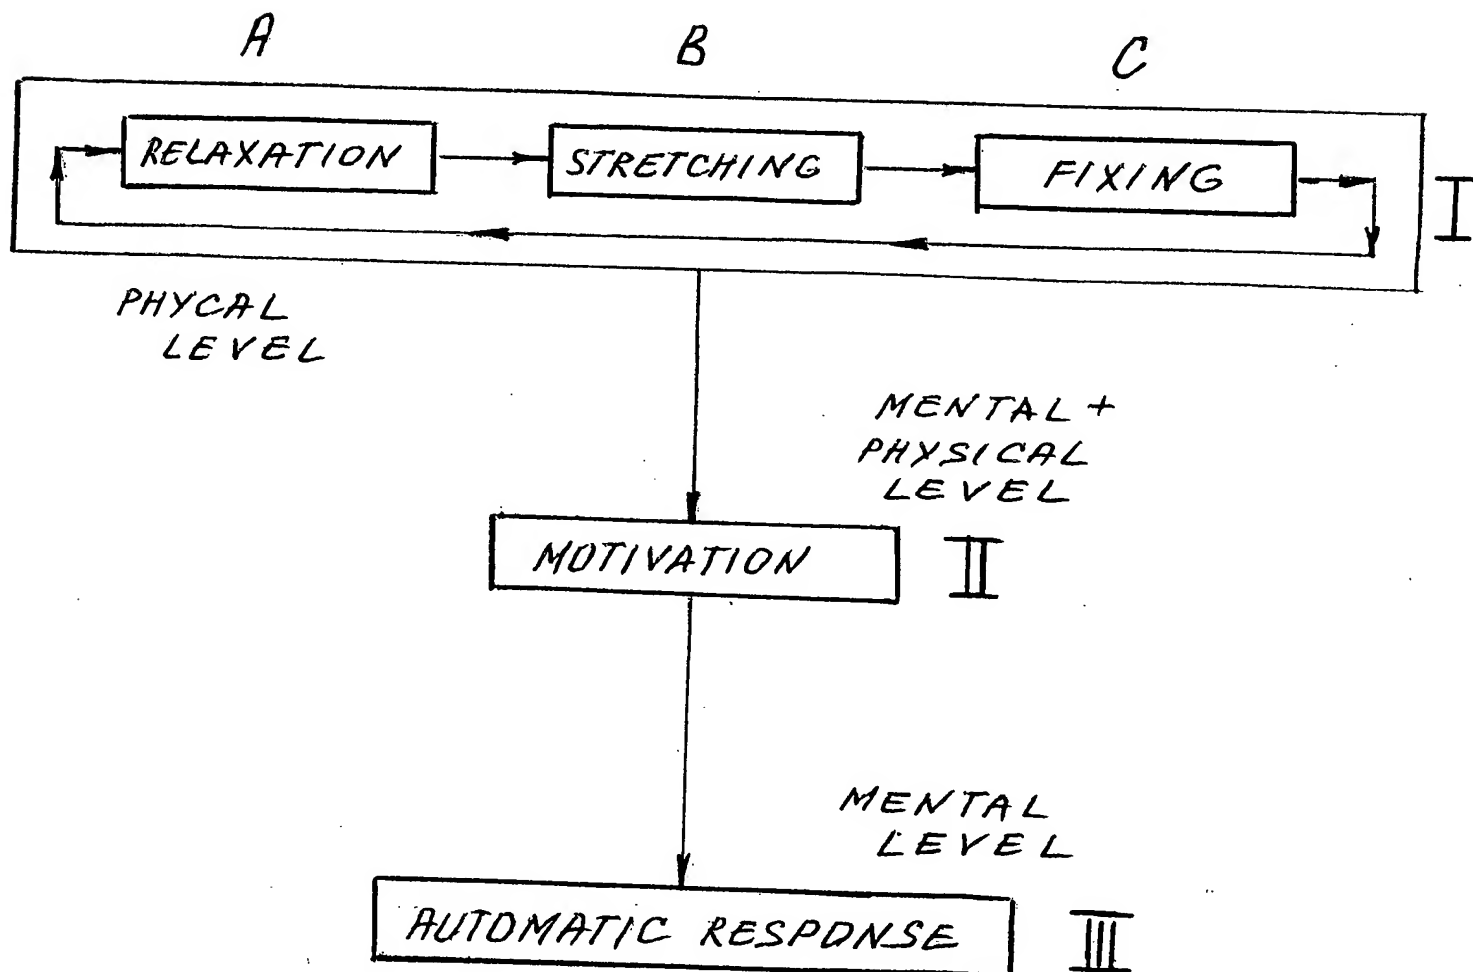 A B C
RELAXATION STRETCHING FIXING
I
PHYCAL
LEVEL
MENTAL +
PHYSICAL
LEVEL
MOTIVATION II
MENTAL
LEVEL
AUTOMATIC RESPONSE III